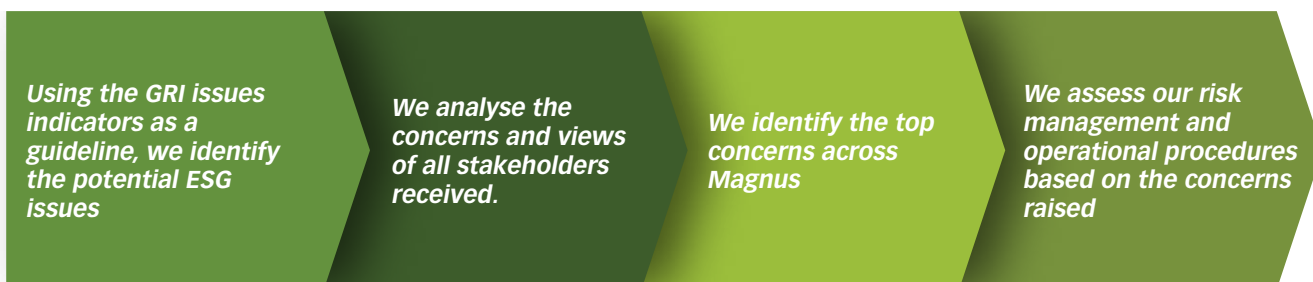 Using the GRI issues
indicators as a
guideline, we identify
the potential ESG
issues
We analyse the
concerns and views
of all stakeholders
received.
We identify the top
concerns across
Magnus
We assess our risk
management and
operational procedures
based on the concerns
raised